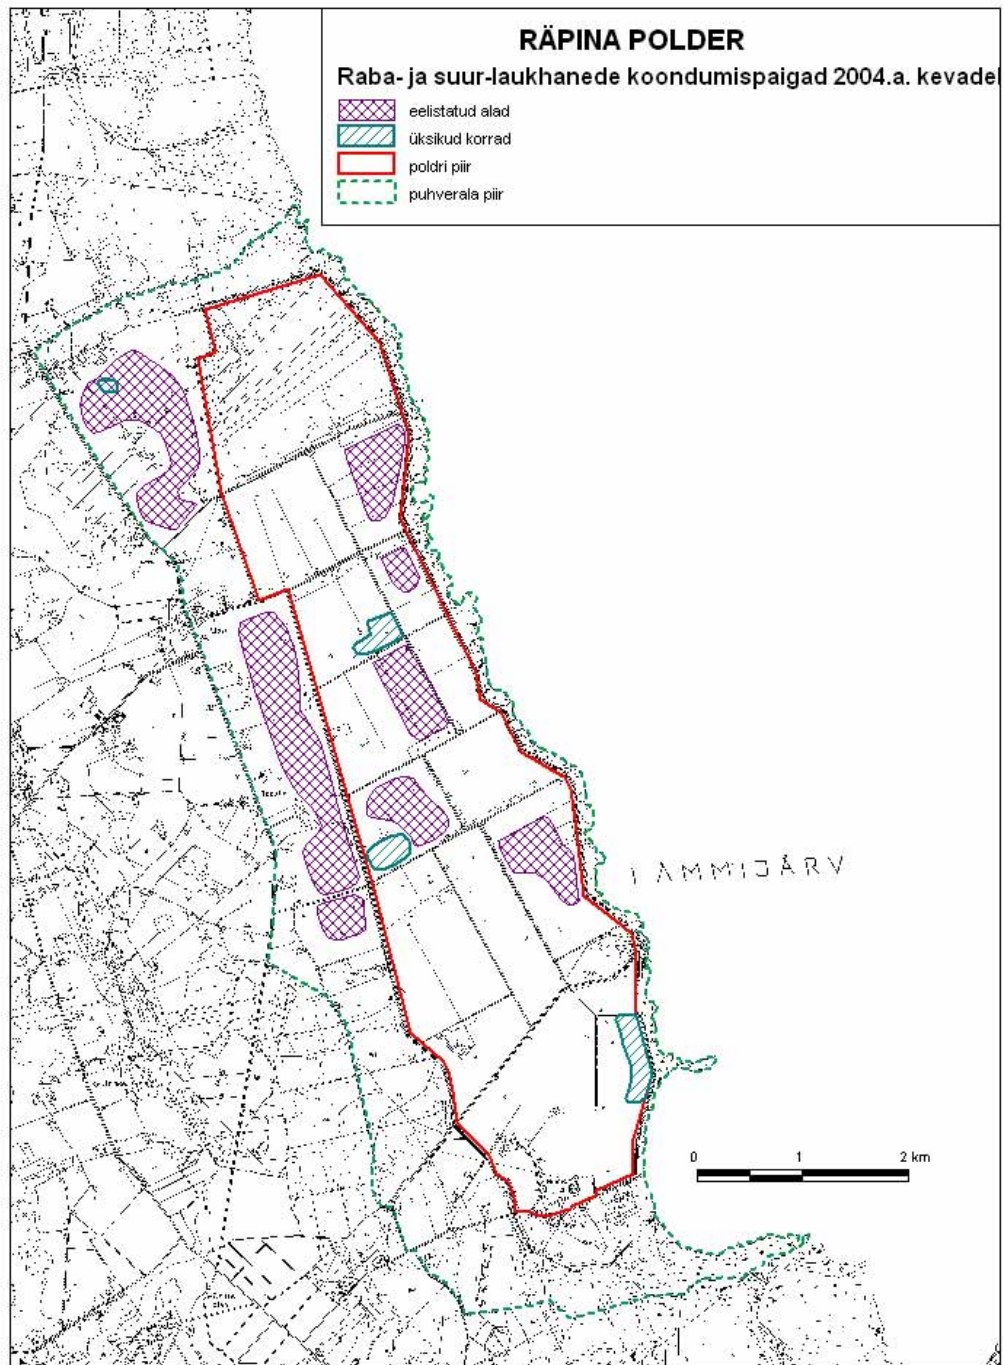 RÄPINA POLDER
Raba- ja suur-laukhanede koondumispaigad 2004.a. kevadel
eelistatud alad
üksikud korrad
poldri piir
puhverala piir
LÄMMIJÄRV
0 1 2 km